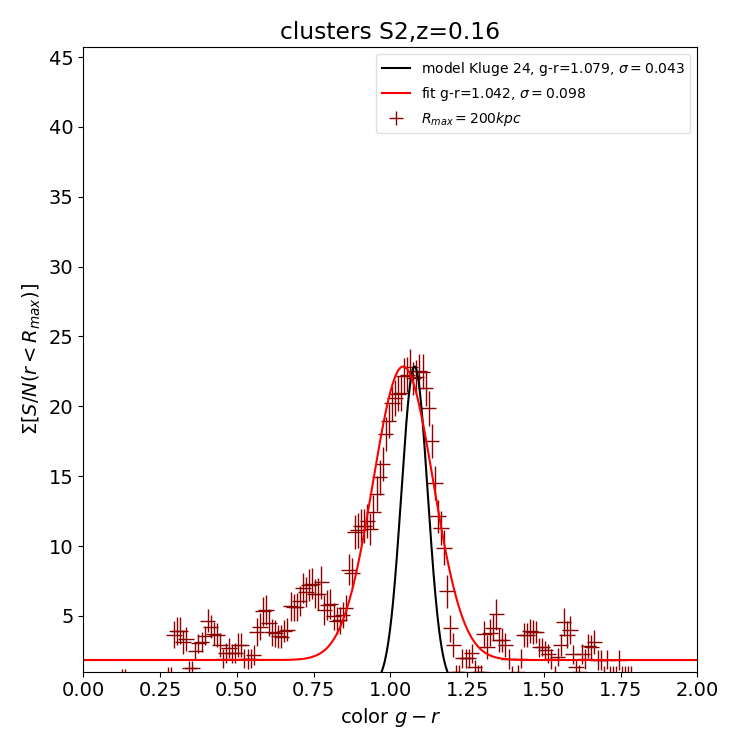 clusters S2,z=0.16
model Kluge 24, g-r=1.079, σ = 0.043
fit g-r=1.042, σ = 0.098
R_max = 200kpc
Σ[S/N(r < R_max)]
45
40
35
30
25
20
15
10
5
0.00 0.25 0.50 0.75 1.00 1.25 1.50 1.75 2.00
color g − r